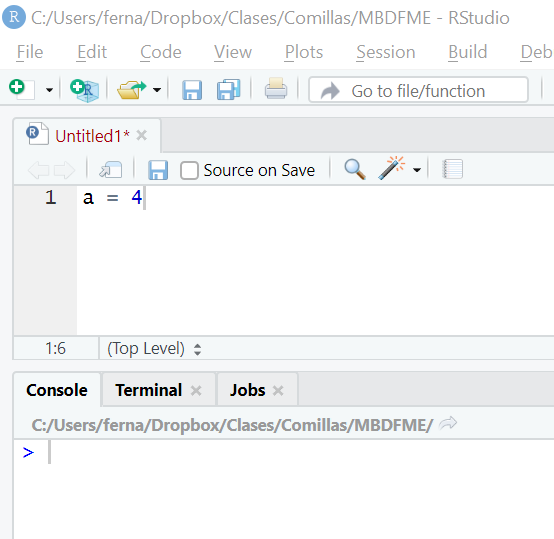 R C:/Users/ferna/Dropbox/Clases/Comillas/MBDFME - RStudio
File Edit Code View Plots Session Build Deb
R Go to file/function
R Untitled1* ×
Source on Save
1 a = 4
1:6 (Top Level)
Console Terminal × Jobs ×
C:/Users/ferna/Dropbox/Clases/Comillas/MBDFME/
>